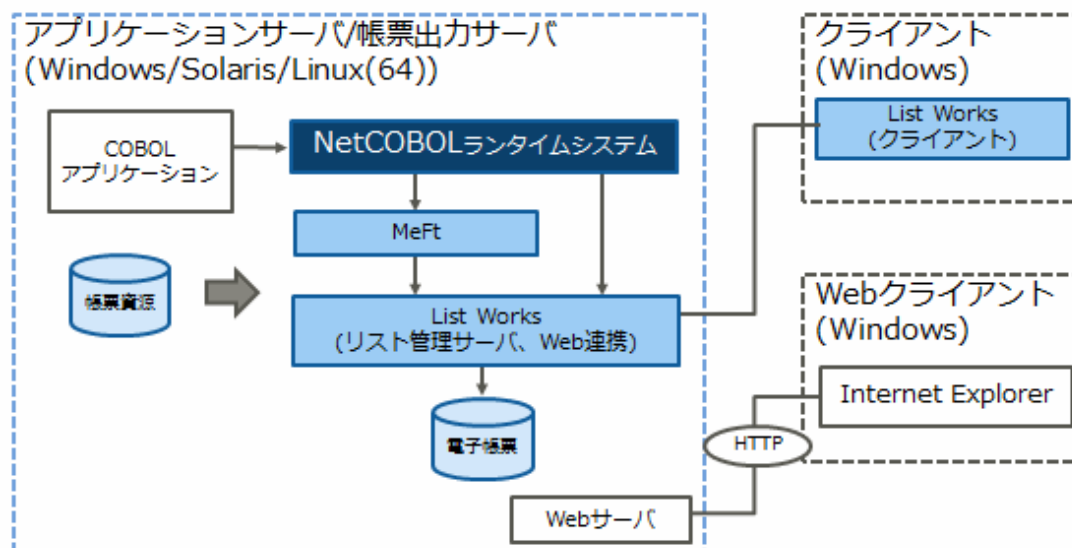 アプリケーションサーバ/帳票出力サーバ
(Windows/Solaris/Linux(64))
COBOL
アプリケーション
NetCOBOLランタイムシステム
MeFt
帳票資源
List Works
(リスト管理サーバ、Web連携)
電子帳票
Webサーバ
HTTP
クライアント
(Windows)
List Works
(クライアント)
Webクライアント
(Windows)
Internet Explorer